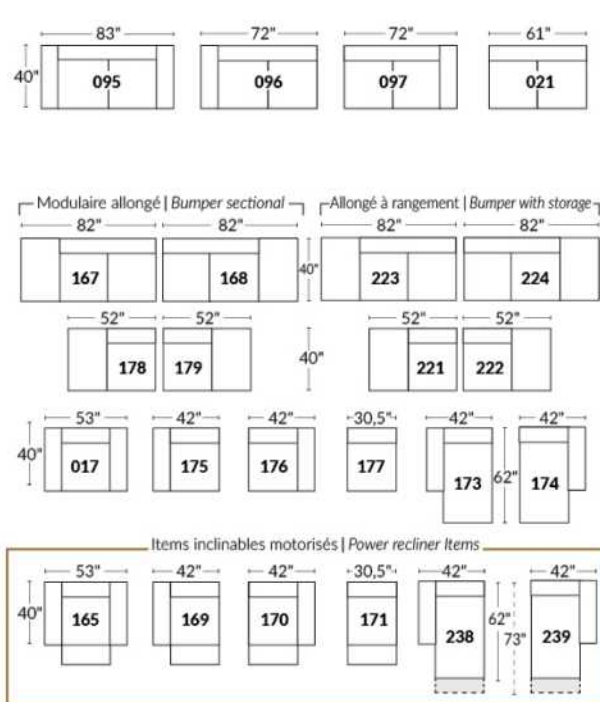 83" 72" 72" 61"
40" 095 096 097 021
Modulaire allongé | Bumper sectional Allongé à rangement | Bumper with storage
82" 82" 82" 82"
167 168 40" 223 224
52" 52" 52" 52"
178 179 40" 221 222
53" 42" 42" 30,5" 42" 42"
40" 017 175 176 177 173 62" 174
Items inclinables motorisés | Power recliner Items
53" 42" 42" 30,5" 42" 42"
40" 165 169 170 171 238 62" 73" 239